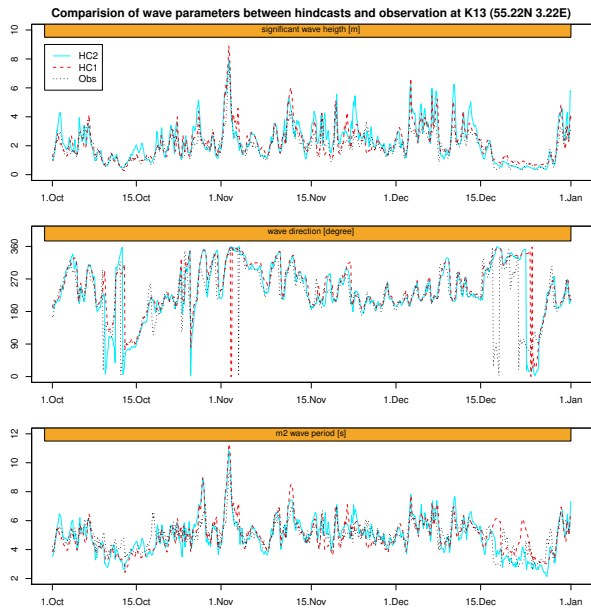 Comparision of wave parameters between hindcasts and observation at K13 (55.22N 3.22E)
significant wave heigth [m]
HC2
HC1
Obs
8
6
4
2
0
1.Oct 15.Oct 1.Nov 15.Nov 1.Dec 15.Dec 1.Jan
wave direction [degree]
360
270
180
90
0
1.Oct 15.Oct 1.Nov 15.Nov 1.Dec 15.Dec 1.Jan
m2 wave period [s]
12
10
8
6
4
2
1.Oct 15.Oct 1.Nov 15.Nov 1.Dec 15.Dec 1.Jan